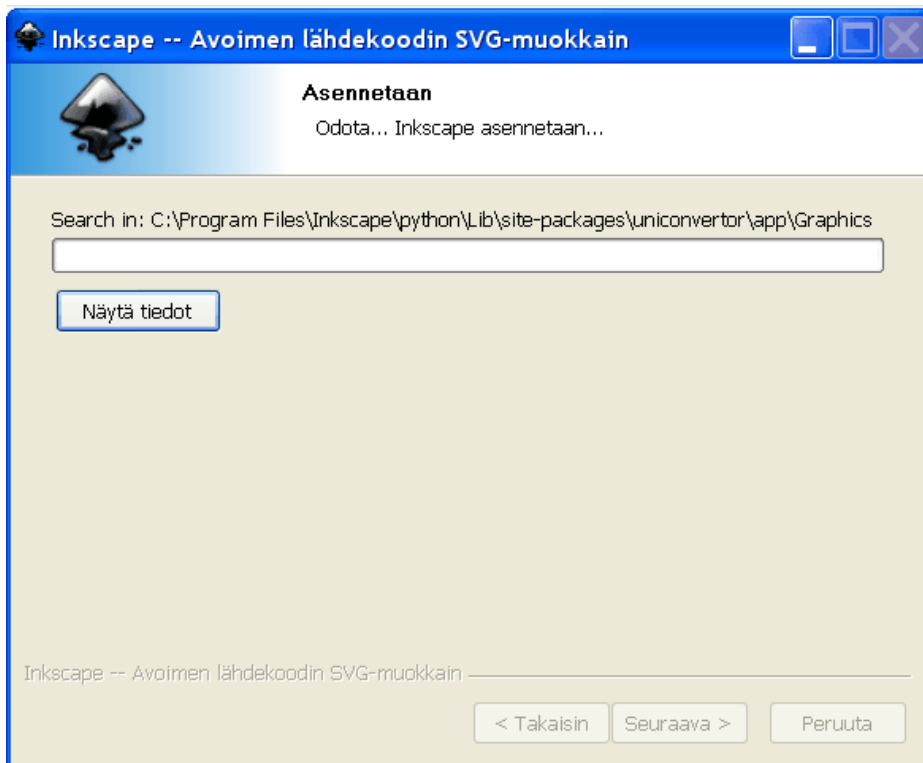 Inkscape -- Avoimen lähdekoodin SVG-muokkain
Asennetaan
Odota... Inkscape asennetaan...
Search in: C:\Program Files\Inkscape\python\Lib\site-packages\uniconvertor\app\Graphics
Näytä tiedot
Inkscape -- Avoimen lähdekoodin SVG-muokkain
< Takaisin Seuraava > Peruuta